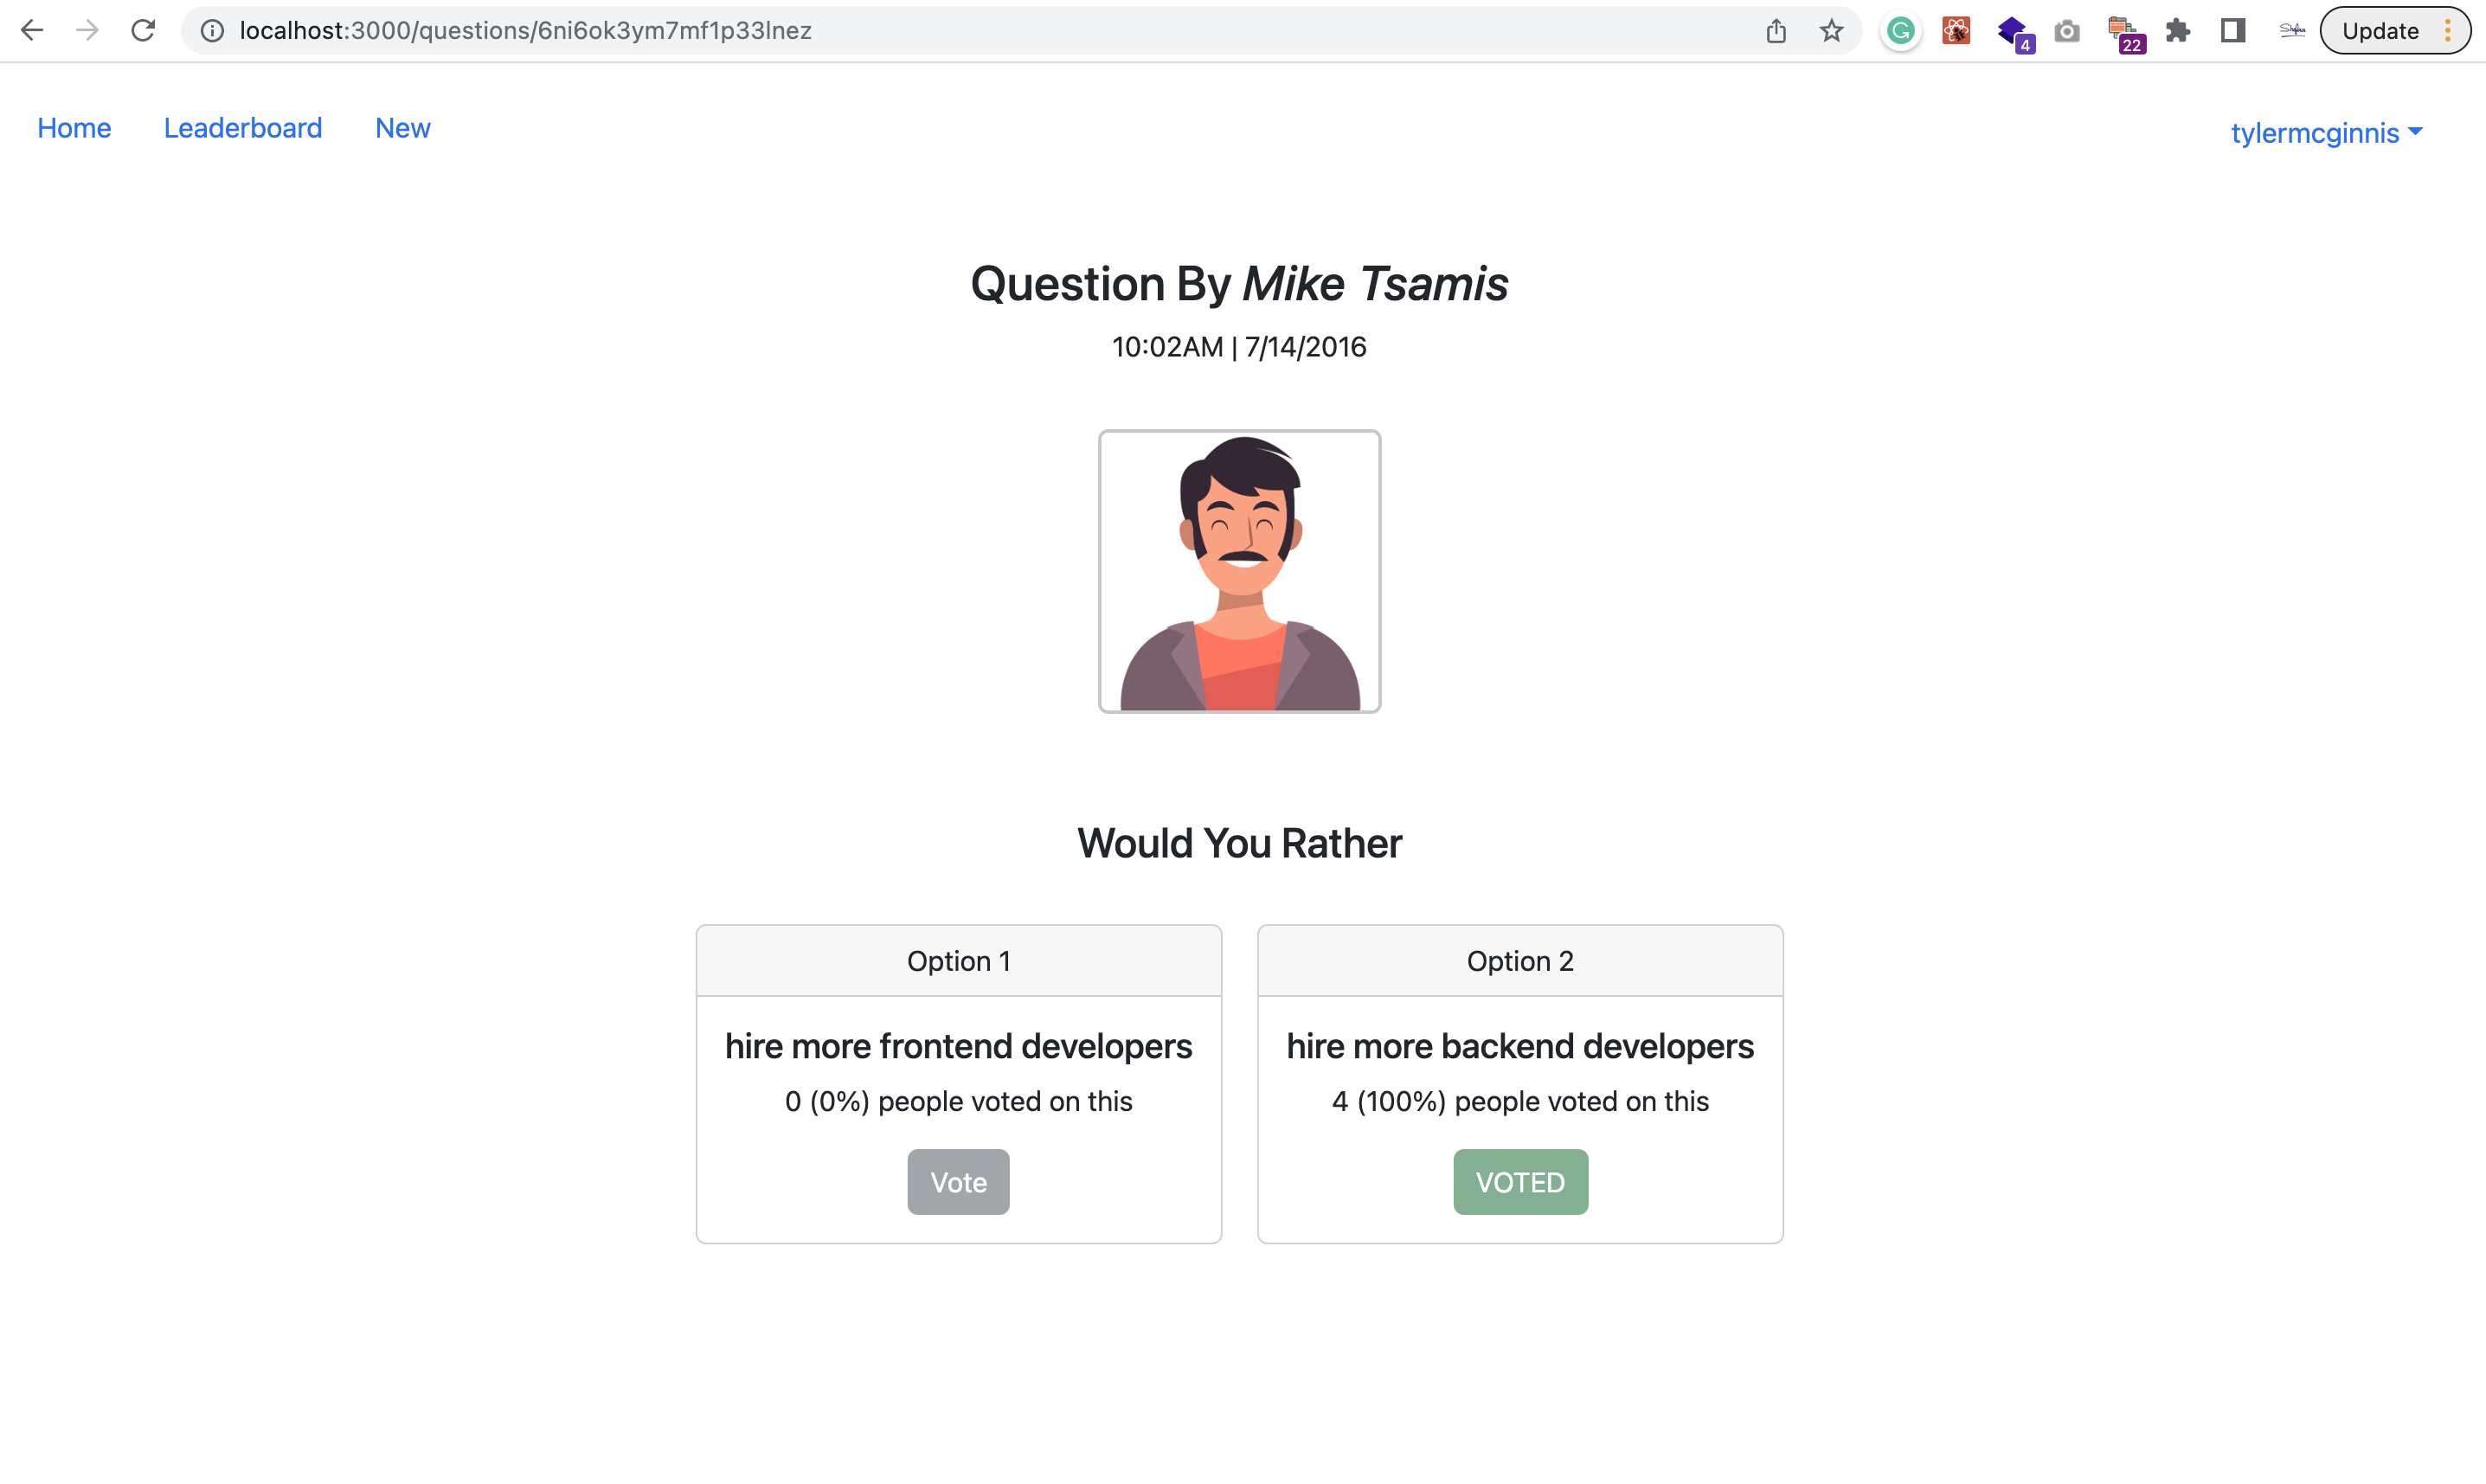 localhost:3000/questions/6ni6ok3ym7mf1p33lnez
4
22
Update
Home Leaderboard New tylermcginnis
Question By Mike Tsamis
10:02AM | 7/14/2016
Would You Rather
Option 1
hire more frontend developers
0 (0%) people voted on this
Vote
Option 2
hire more backend developers
4 (100%) people voted on this
VOTED